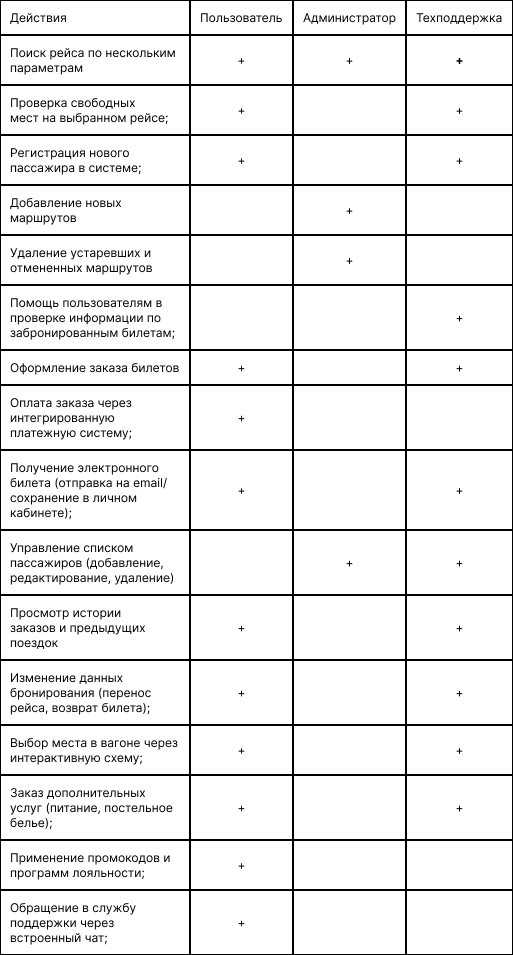 Действия Пользователь Администратор Техподдержка
Поиск рейса по нескольким
параметрам + + +
Проверка свободных
мест на выбранном рейсе; + +
Регистрация нового
пассажира в системе; + +
Добавление новых
маршрутов +
Удаление устаревших и
отмененных маршрутов +
Помощь пользователям в
проверке информации по
забронированным билетам; +
Оформление заказа билетов + +
Оплата заказа через
интегрированную
платежную систему; +
Получение электронного
билета (отправка на email/
сохранение в личном
кабинете); + +
Управление списком
пассажиров (добавление,
редактирование, удаление) + +
Просмотр истории
заказов и предыдущих
поездок + +
Изменение данных
бронирования (перенос
рейса, возврат билета); + +
Выбор места в вагоне через
интерактивную схему; + +
Заказ дополнительных
услуг (питание, постельное
белье); + +
Применение промокодов и
программ лояльности; +
Обращение в службу
поддержки через
встроенный чат; +